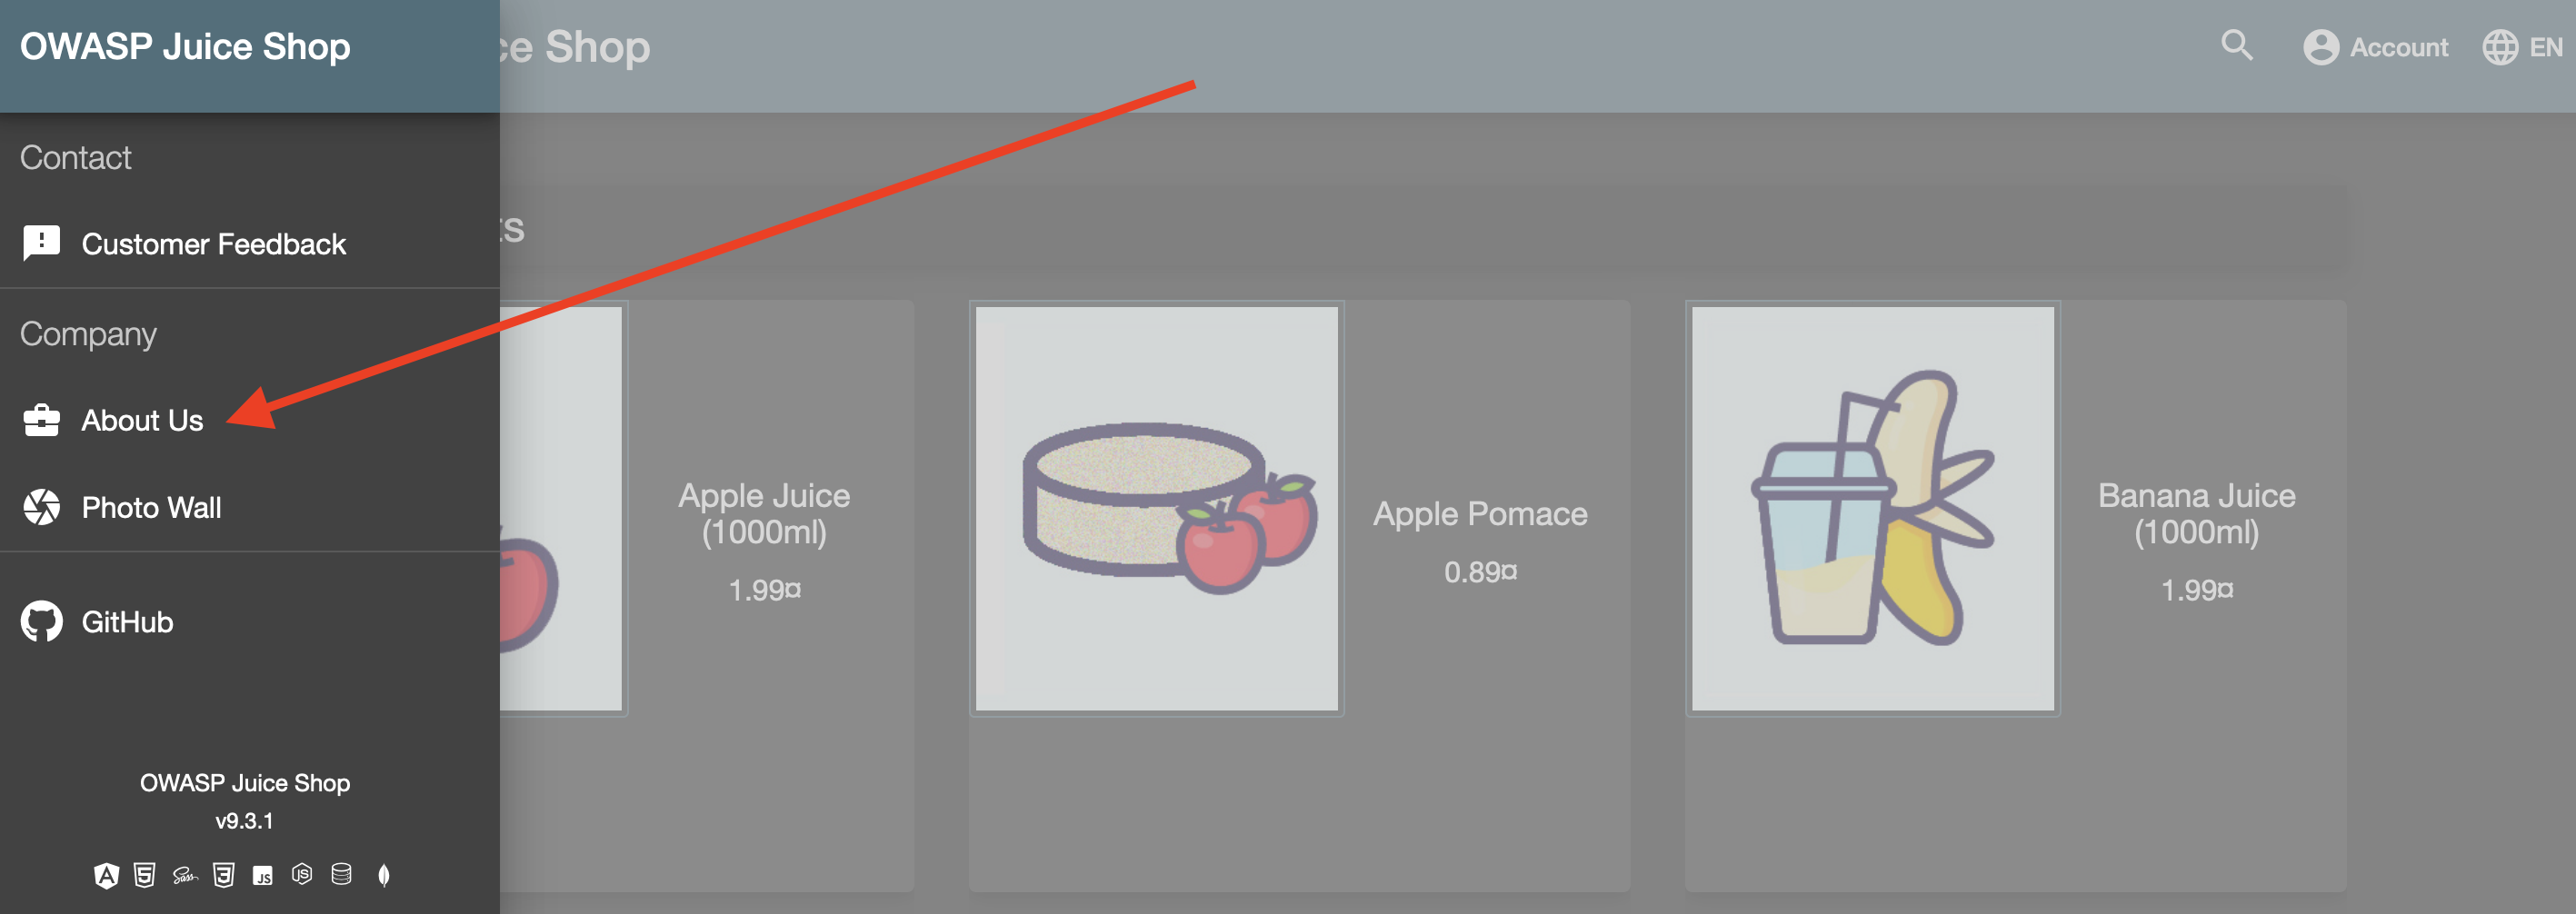 OWASP Juice Shop
ce Shop
Account
EN
Contact
Customer Feedback
Company
About Us
Photo Wall
GitHub
OWASP Juice Shop
v9.3.1
ts
Apple Juice
(1000ml)
1.99¤
Apple Pomace
0.89¤
Banana Juice
(1000ml)
1.99¤